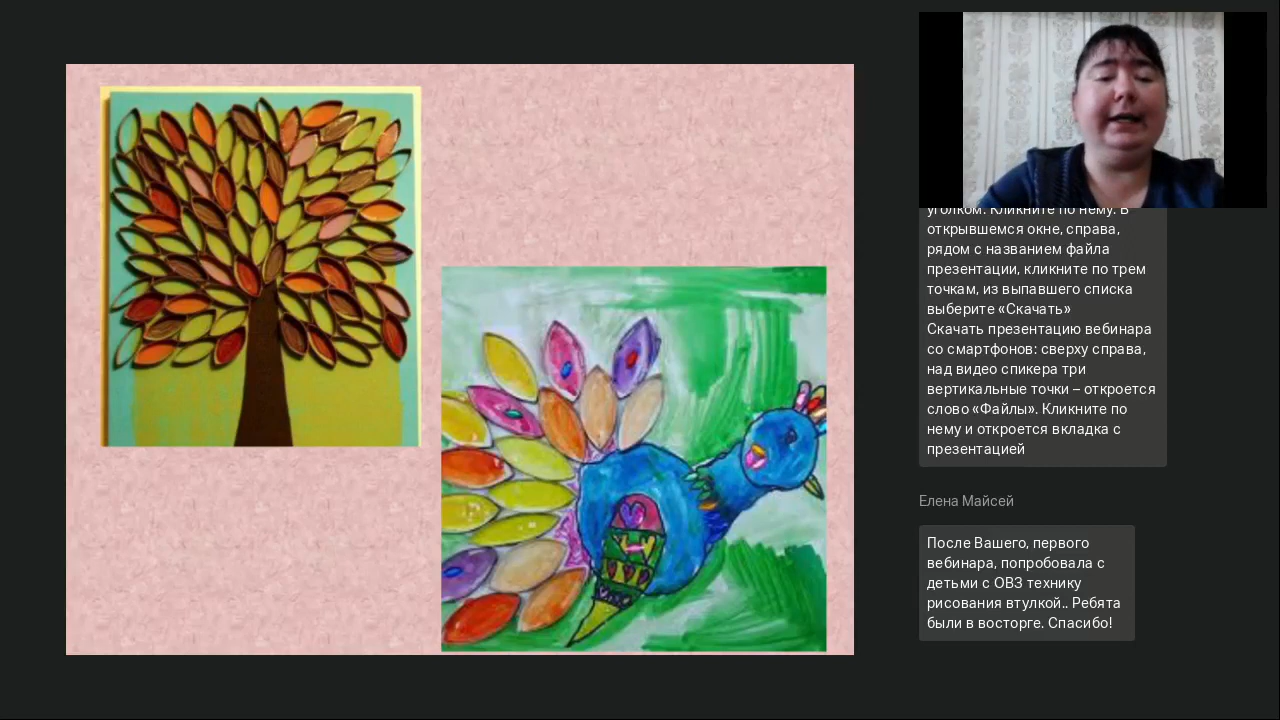 уголком. Кликните по нему. В
открывшемся окне, справа,
рядом с названием файла
презентации, кликните по трем
точкам, из выпавшего списка
выберите «Скачать»
Скачать презентацию вебинара
со смартфонов: сверху справа,
над видео спикера три
вертикальные точки – откроется
слово «Файлы». Кликните по
нему и откроется вкладка с
презентацией
Елена Майсей
После Вашего, первого
вебинара, попробовала с
детьми с ОВЗ технику
рисования втулкой.. Ребята
были в восторге. Спасибо!